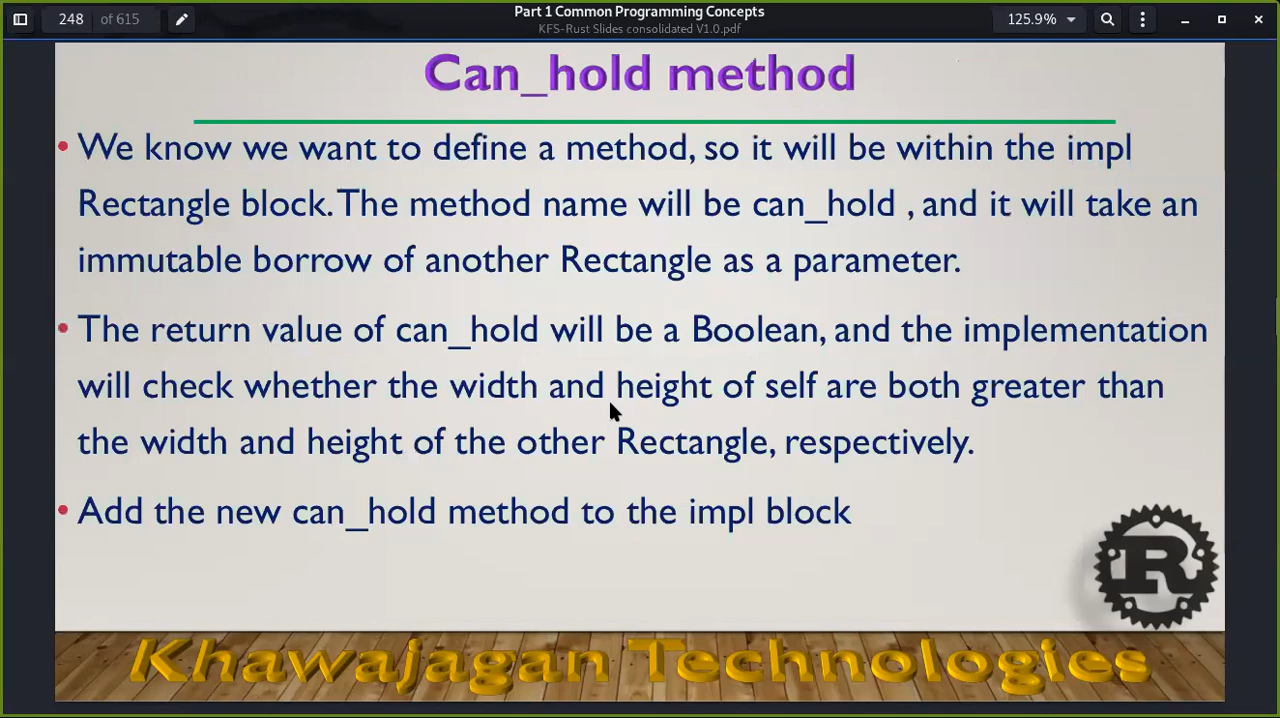 248 of 615
Part 1 Common Programming Concepts
KFS-Rust Slides consolidated V1.0.pdf
125.9%
Can_hold method
• We know we want to define a method, so it will be within the impl
Rectangle block. The method name will be can_hold , and it will take an
immutable borrow of another Rectangle as a parameter.
• The return value of can_hold will be a Boolean, and the implementation
will check whether the width and height of self are both greater than
the width and height of the other Rectangle, respectively.
• Add the new can_hold method to the impl block
R
Khawajagan Technologies